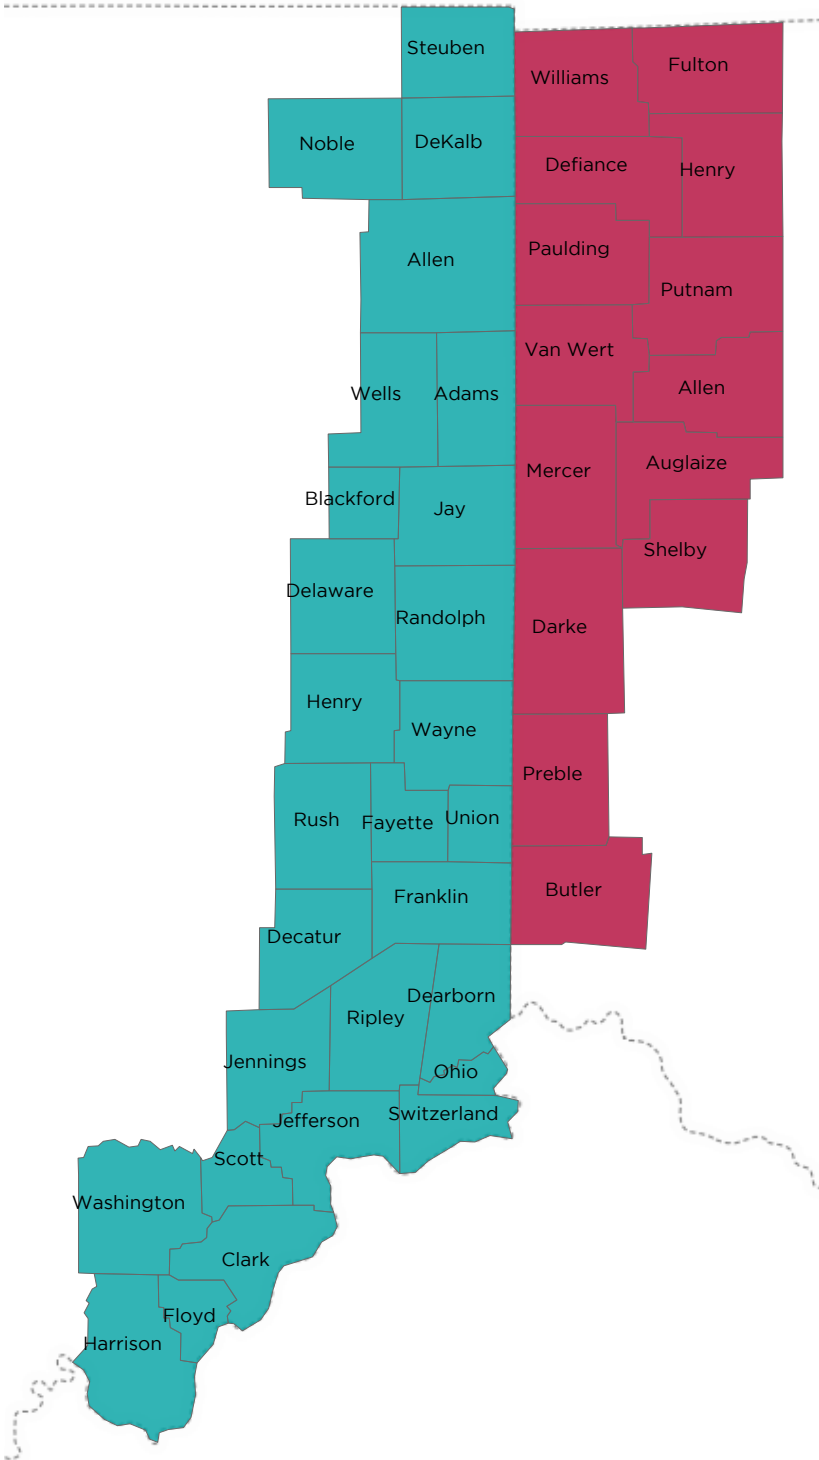 Steuben
Williams
Fulton
Noble
DeKalb
Defiance
Henry
Allen
Paulding
Putnam
Van Wert
Wells
Adams
Allen
Mercer
Auglaize
Blackford
Jay
Shelby
Delaware
Randolph
Darke
Henry
Wayne
Preble
Rush
Fayette
Union
Franklin
Butler
Decatur
Dearborn
Ripley
Jennings
Ohio
Jefferson
Switzerland
Scott
Washington
Clark
Floyd
Harrison